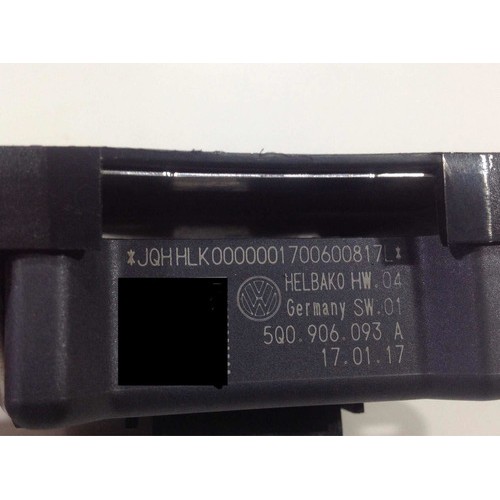 *JQHHLK0000001700600817L*
HELBAKO HW.04
Germany SW.01
5Q0.906.093 A
17.01.17